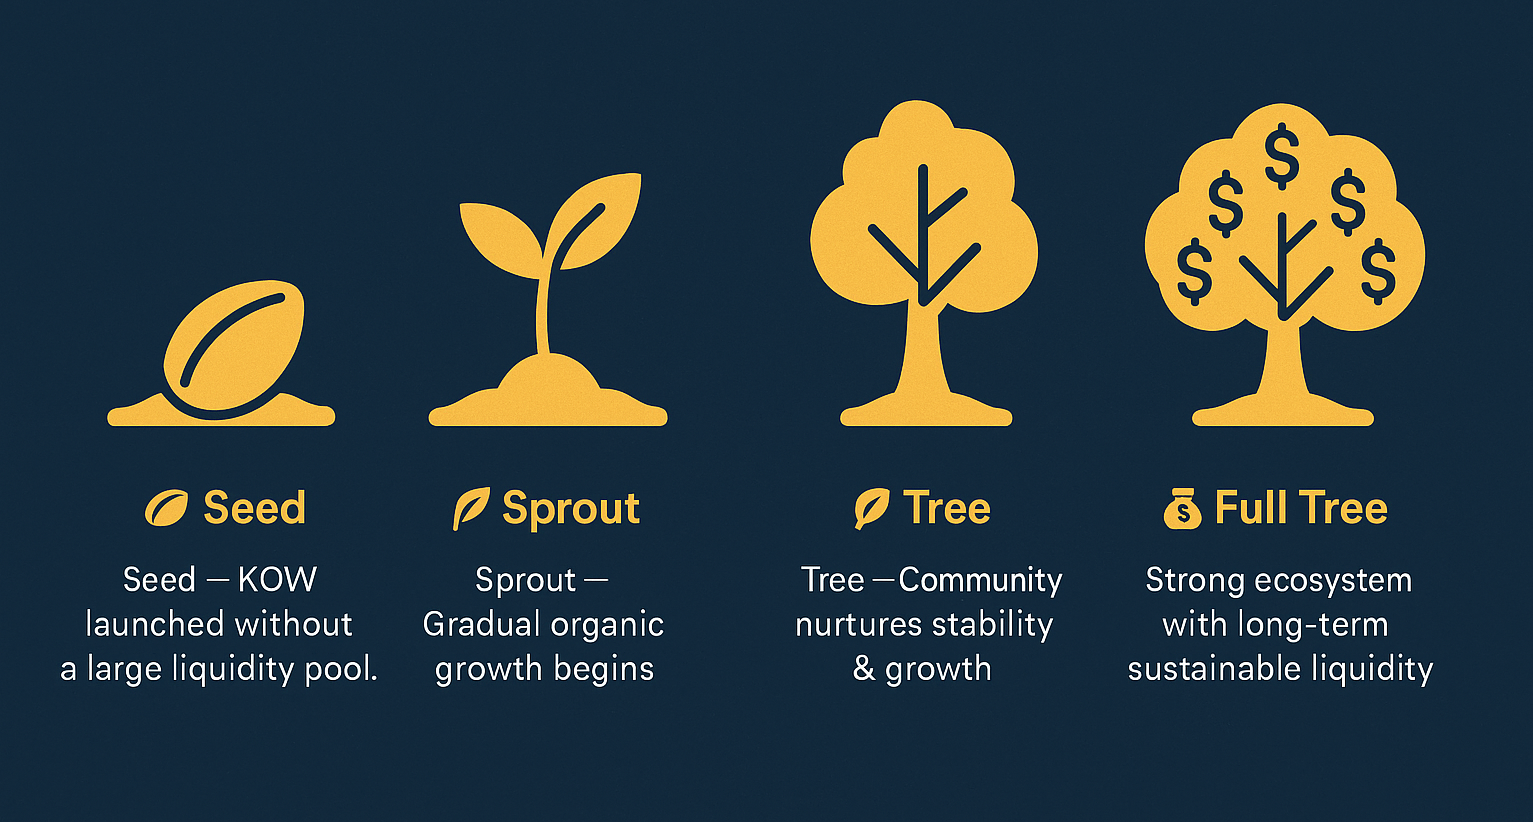 Seed
Seed — KOW
launched without
a large liquidity pool.
Sprout
Sprout —
Gradual organic
growth begins
Tree
Tree — Community
nurtures stability
& growth
$
$
$
$
$
$
Full Tree
Strong ecosystem
with long-term
sustainable liquidity